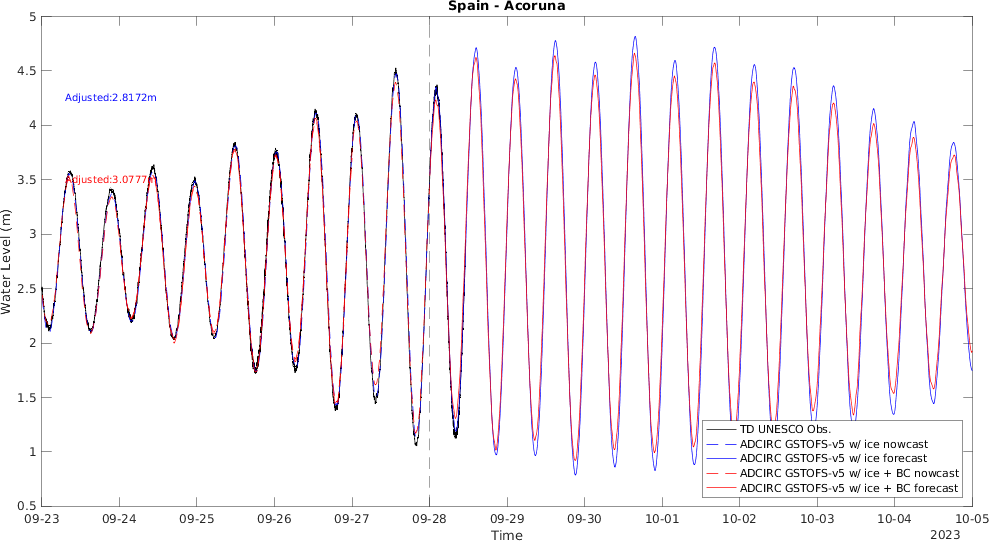 Spain - Acoruna
5
4.5
4
3.5
3
2.5
2
1.5
1
0.5
Water Level (m)
Adjusted:2.8172m
Adjusted:3.0777m
TD UNESCO Obs.
ADCIRC GSTOFS-v5 w/ ice nowcast
ADCIRC GSTOFS-v5 w/ ice forecast
ADCIRC GSTOFS-v5 w/ ice + BC nowcast
ADCIRC GSTOFS-v5 w/ ice + BC forecast
09-23 09-24 09-25 09-26 09-27 09-28 09-29 09-30 10-01 10-02 10-03 10-04 10-05
Time
2023